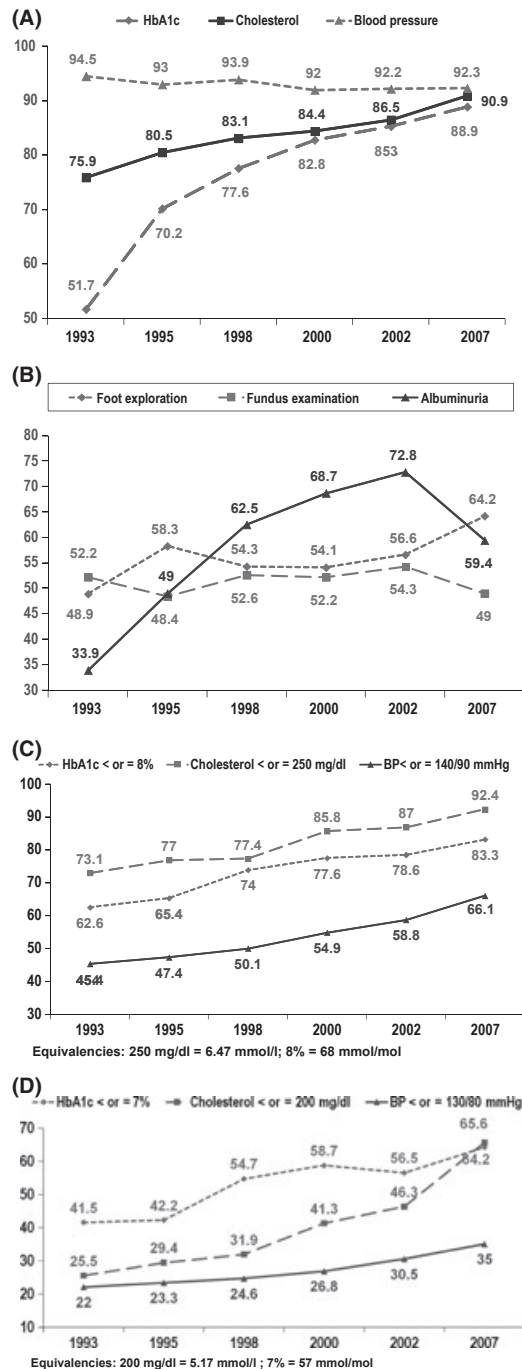 (A)
HbA1c Cholesterol Blood pressure
100
90
80
70
60
50
94.5 93 93.9 92 92.2 92.3
75.9 80.5 83.1 84.4 86.5 90.9
51.7 70.2 77.6 82.8 853 88.9
1993 1995 1998 2000 2002 2007
(B)
Foot exploration Fundus examination Albuminuria
80
75
70
65
60
55
50
45
40
35
30
48.9 58.3 54.3 54.1 56.6 64.2
52.2 48.4 52.6 52.2 54.3 49
33.9 49 62.5 68.7 72.8 59.4
1993 1995 1998 2000 2002 2007
(C)
HbA1c < or = 8% Cholesterol < or = 250 mg/dl BP< or = 140/90 mmHg
100
90
80
70
60
50
40
30
73.1 77 77.4 85.8 87 92.4
62.6 65.4 74 77.6 78.6 83.3
45.4 47.4 50.1 54.9 58.8 66.1
1993 1995 1998 2000 2002 2007
Equivalencies: 250 mg/dl = 6.47 mmol/l; 8% = 68 mmol/mol
(D)
HbA1c < or = 7% Cholesterol < or = 200 mg/dl BP < or = 130/80 mmHg
70
60
50
40
30
20
10
41.5 42.2 54.7 58.7 56.5 64.2
25.5 29.4 31.9 41.3 46.3 65.6
22 23.3 24.6 26.8 30.5 35
1993 1995 1998 2000 2002 2007
Equivalencies: 200 mg/dl = 5.17 mmol/l ; 7% = 57 mmol/mol